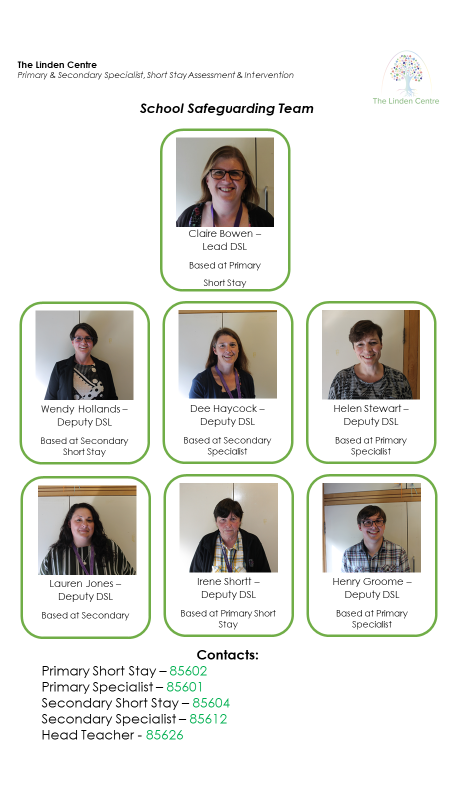 The Linden Centre
Primary & Secondary Specialist, Short Stay Assessment & Intervention
The Linden Centre
School Safeguarding Team
Claire Bowen –
Lead DSL
Based at Primary
Short Stay
Wendy Hollands –
Deputy DSL
Based at Secondary
Short Stay
Dee Haycock –
Deputy DSL
Based at Secondary
Specialist
Helen Stewart –
Deputy DSL
Based at Primary
Specialist
Lauren Jones –
Deputy DSL
Based at Secondary
Irene Shortt –
Deputy DSL
Based at Primary Short
Stay
Henry Groome –
Deputy DSL
Based at Primary
Specialist
Contacts:
Primary Short Stay – 85602
Primary Specialist – 85601
Secondary Short Stay – 85604
Secondary Specialist – 85612
Head Teacher - 85626